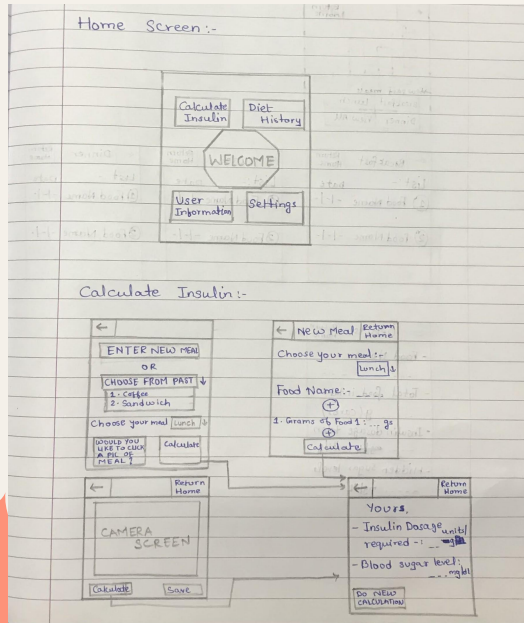 Home Screen:-
Calculate Insulin
Diet History
WELCOME
User Information
Settings
Calculate Insulin:-
←
ENTER NEW MEAL
OR
CHOOSE FROM PAST ↓
1- Coffee
2- Sandwich
Choose your meal Lunch ↓
WOULD YOU
LIKE TO CLICK
A PIC OF
MEAL?
Calculate
← New Meal Return Home
Choose your meal:-
Lunch ↓
Food Name:-
+
1. Grams of Food 1: ... gs
+
Calculate
← Return Home
CAMERA
SCREEN
Calculate
Save
← Return Home
Yours,
- Insulin Dosage
required -: __ units/
- Blood sugar level:
... mg/dl
DO NEW
CALCULATION